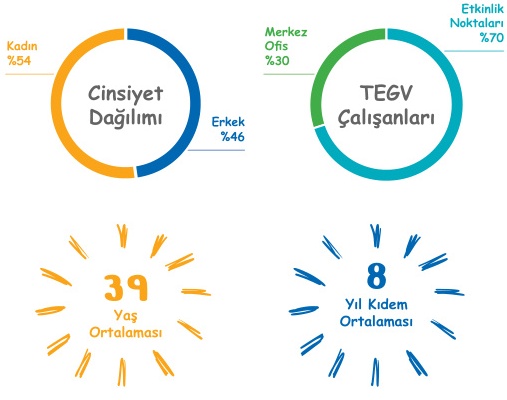 Kadın
%54
Cinsiyet
Dağılımı
Erkek
%46
Merkez
Ofis
%30
TEGV
Çalışanları
Etkinlik
Noktaları
%70
39
Yaş
Ortalaması
8
Yıl Kıdem
Ortalaması